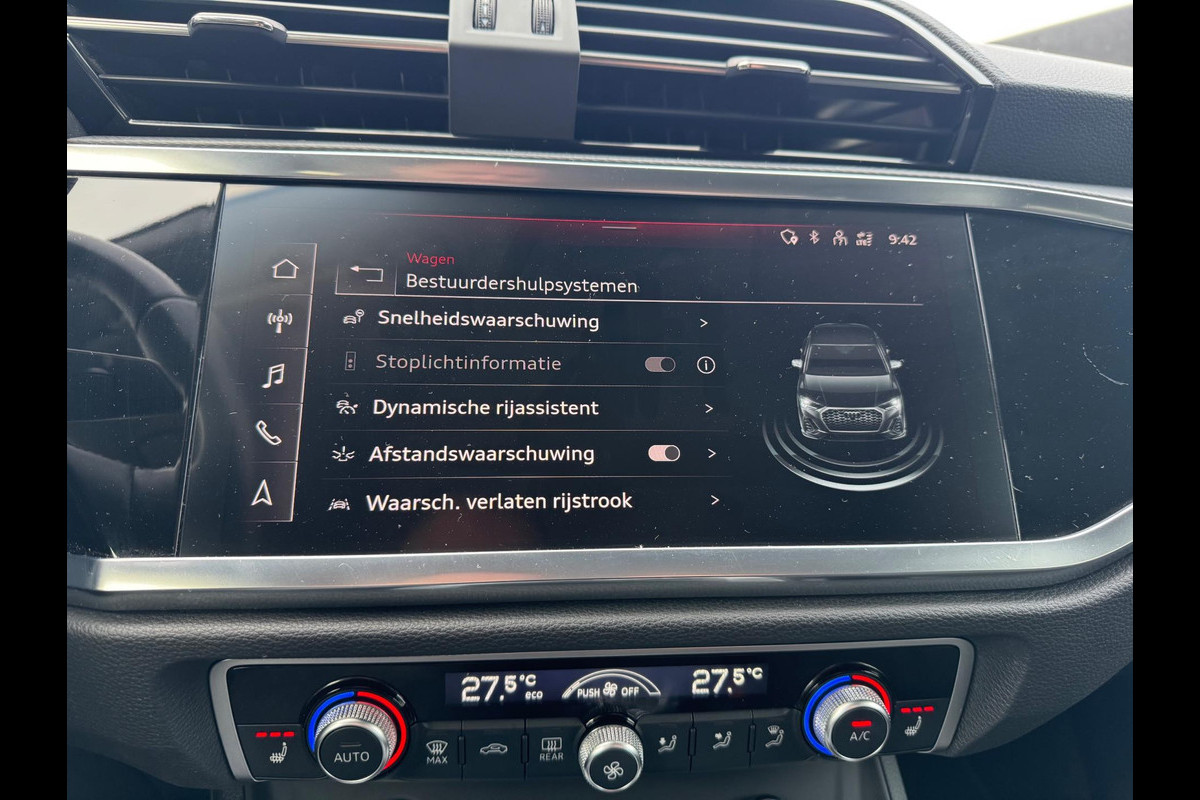 9:42
Wagen
Bestuurdershulpsystemen
Snelheidswaarschuwing
Stoplichtinformatie
Dynamische rijassistent
Afstandswaarschuwing
Waarsch. verlaten rijstrook
27,5°C eco
PUSH OFF
27,5°C
AUTO
MAX
REAR
A/C